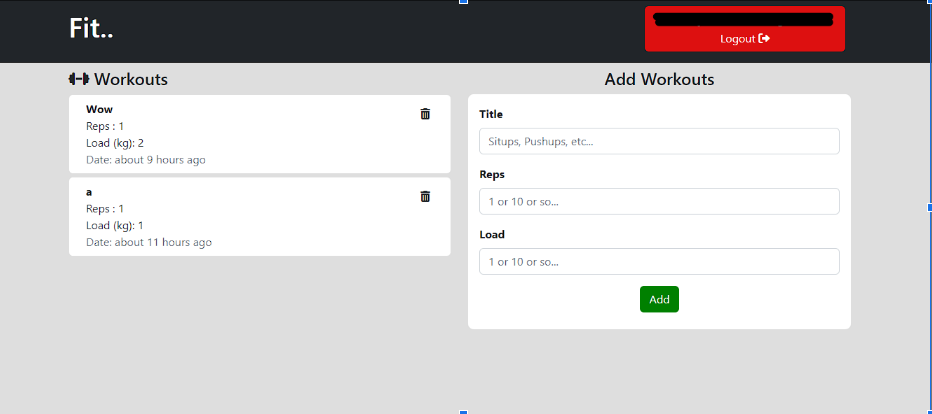 Fit..
Logout
Workouts
Wow
Reps : 1
Load (kg): 2
Date: about 9 hours ago
a
Reps : 1
Load (kg): 1
Date: about 11 hours ago
Add Workouts
Title
Situps, Pushups, etc...
Reps
1 or 10 or so...
Load
1 or 10 or so...
Add